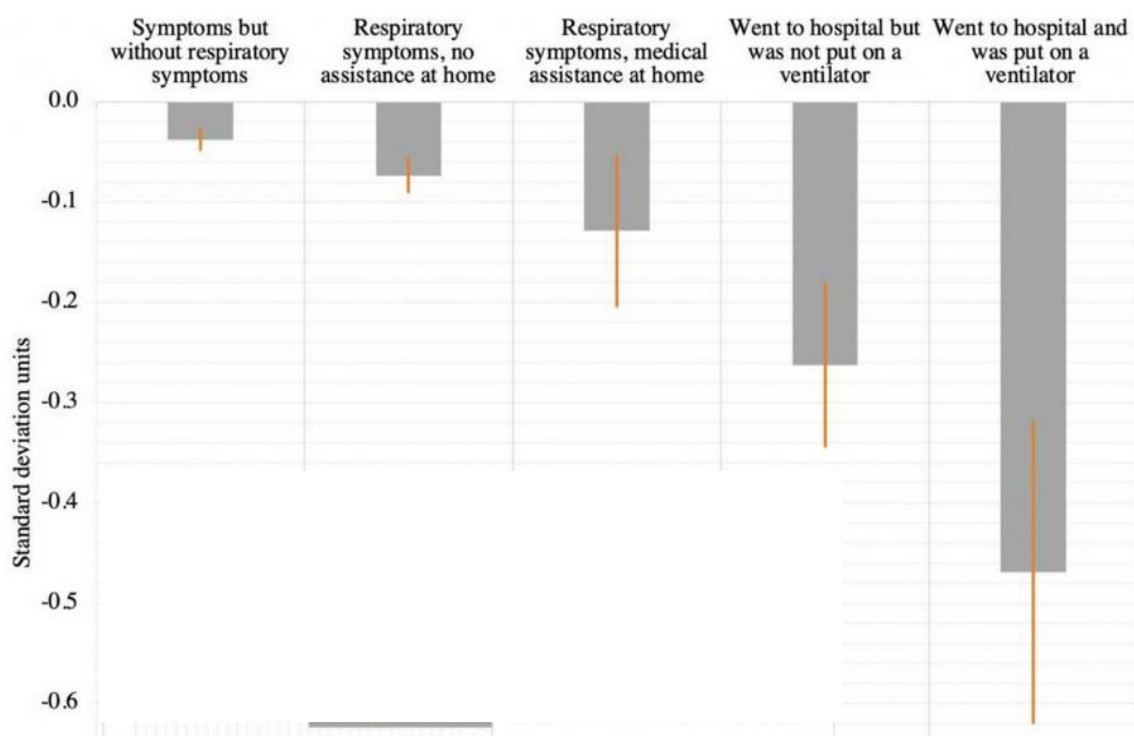 Symptoms but
without respiratory
symptoms
Respiratory
symptoms, no
assistance at home
Respiratory
symptoms, medical
assistance at home
Went to hospital but
was not put on a
ventilator
Went to hospital and
was put on a
ventilator
Standard deviation units
0.0
-0.1
-0.2
-0.3
-0.4
-0.5
-0.6